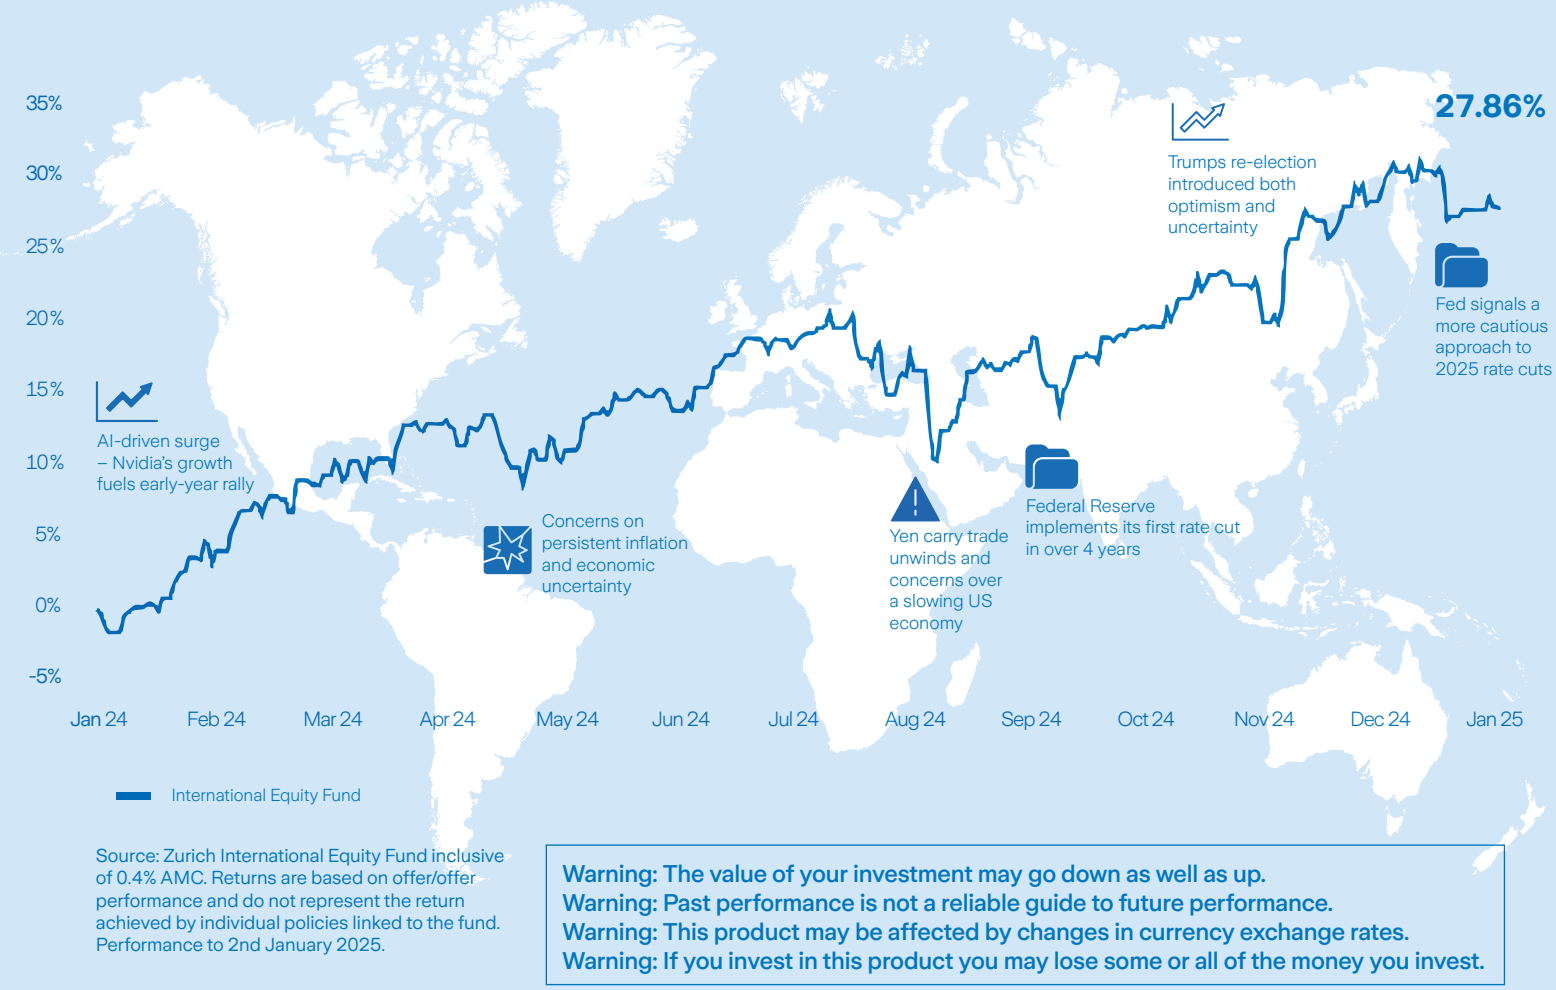 35%
30%
25%
20%
15%
10%
5%
0%
-5%
27.86%
Trumps re-election
introduced both
optimism and
uncertainty
Fed signals a
more cautious
approach to
2025 rate cuts
AI-driven surge
– Nvidia's growth
fuels early-year rally
Concerns on
persistent inflation
and economic
uncertainty
Yen carry trade
unwinds and
concerns over
a slowing US
economy
Federal Reserve
implements its first rate cut
in over 4 years
Jan 24 Feb 24 Mar 24 Apr 24 May 24 Jun 24 Jul 24 Aug 24 Sep 24 Oct 24 Nov 24 Dec 24 Jan 25
International Equity Fund
Source: Zurich International Equity Fund inclusive
of 0.4% AMC. Returns are based on offer/offer
performance and do not represent the return
achieved by individual policies linked to the fund.
Performance to 2nd January 2025.
Warning: The value of your investment may go down as well as up.
Warning: Past performance is not a reliable guide to future performance.
Warning: This product may be affected by changes in currency exchange rates.
Warning: If you invest in this product you may lose some or all of the money you invest.